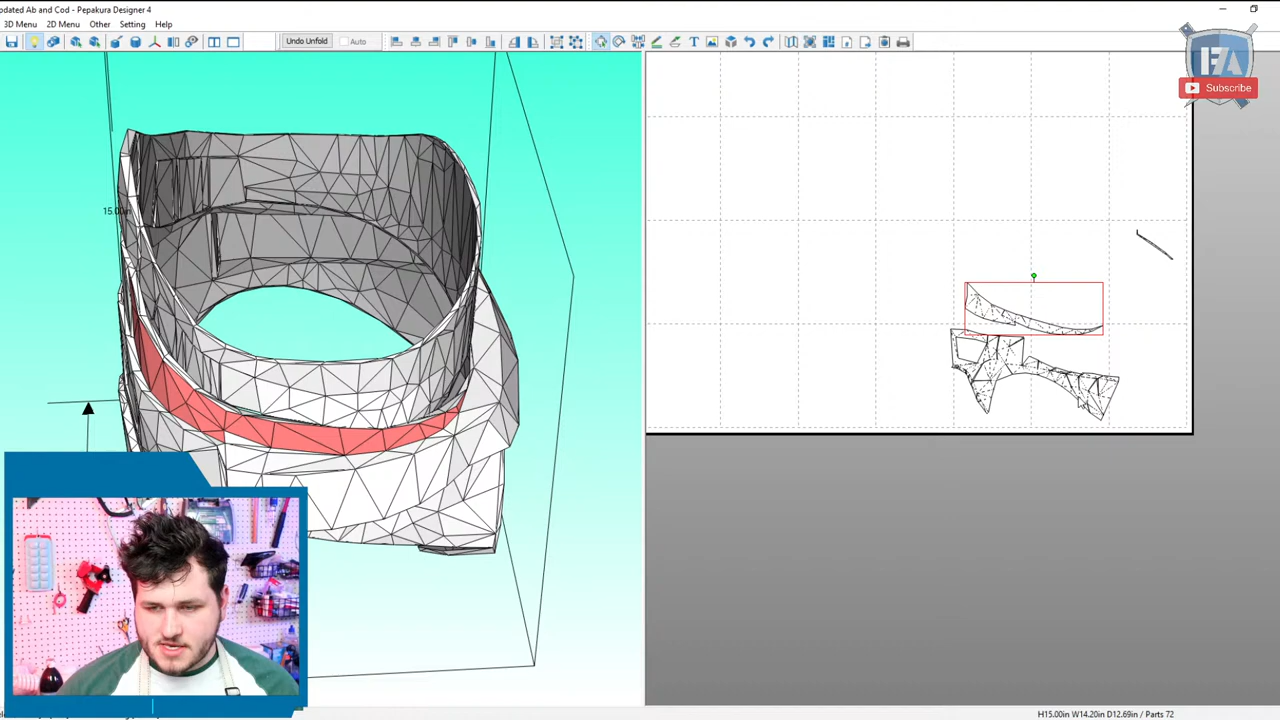 pdated Ab and Cod - Pepakura Designer 4
3D Menu 2D Menu Other Setting Help
Undo Unfold Auto
Subscribe
15.00in
H15.00in W14.20in D12.69in / Parts 72